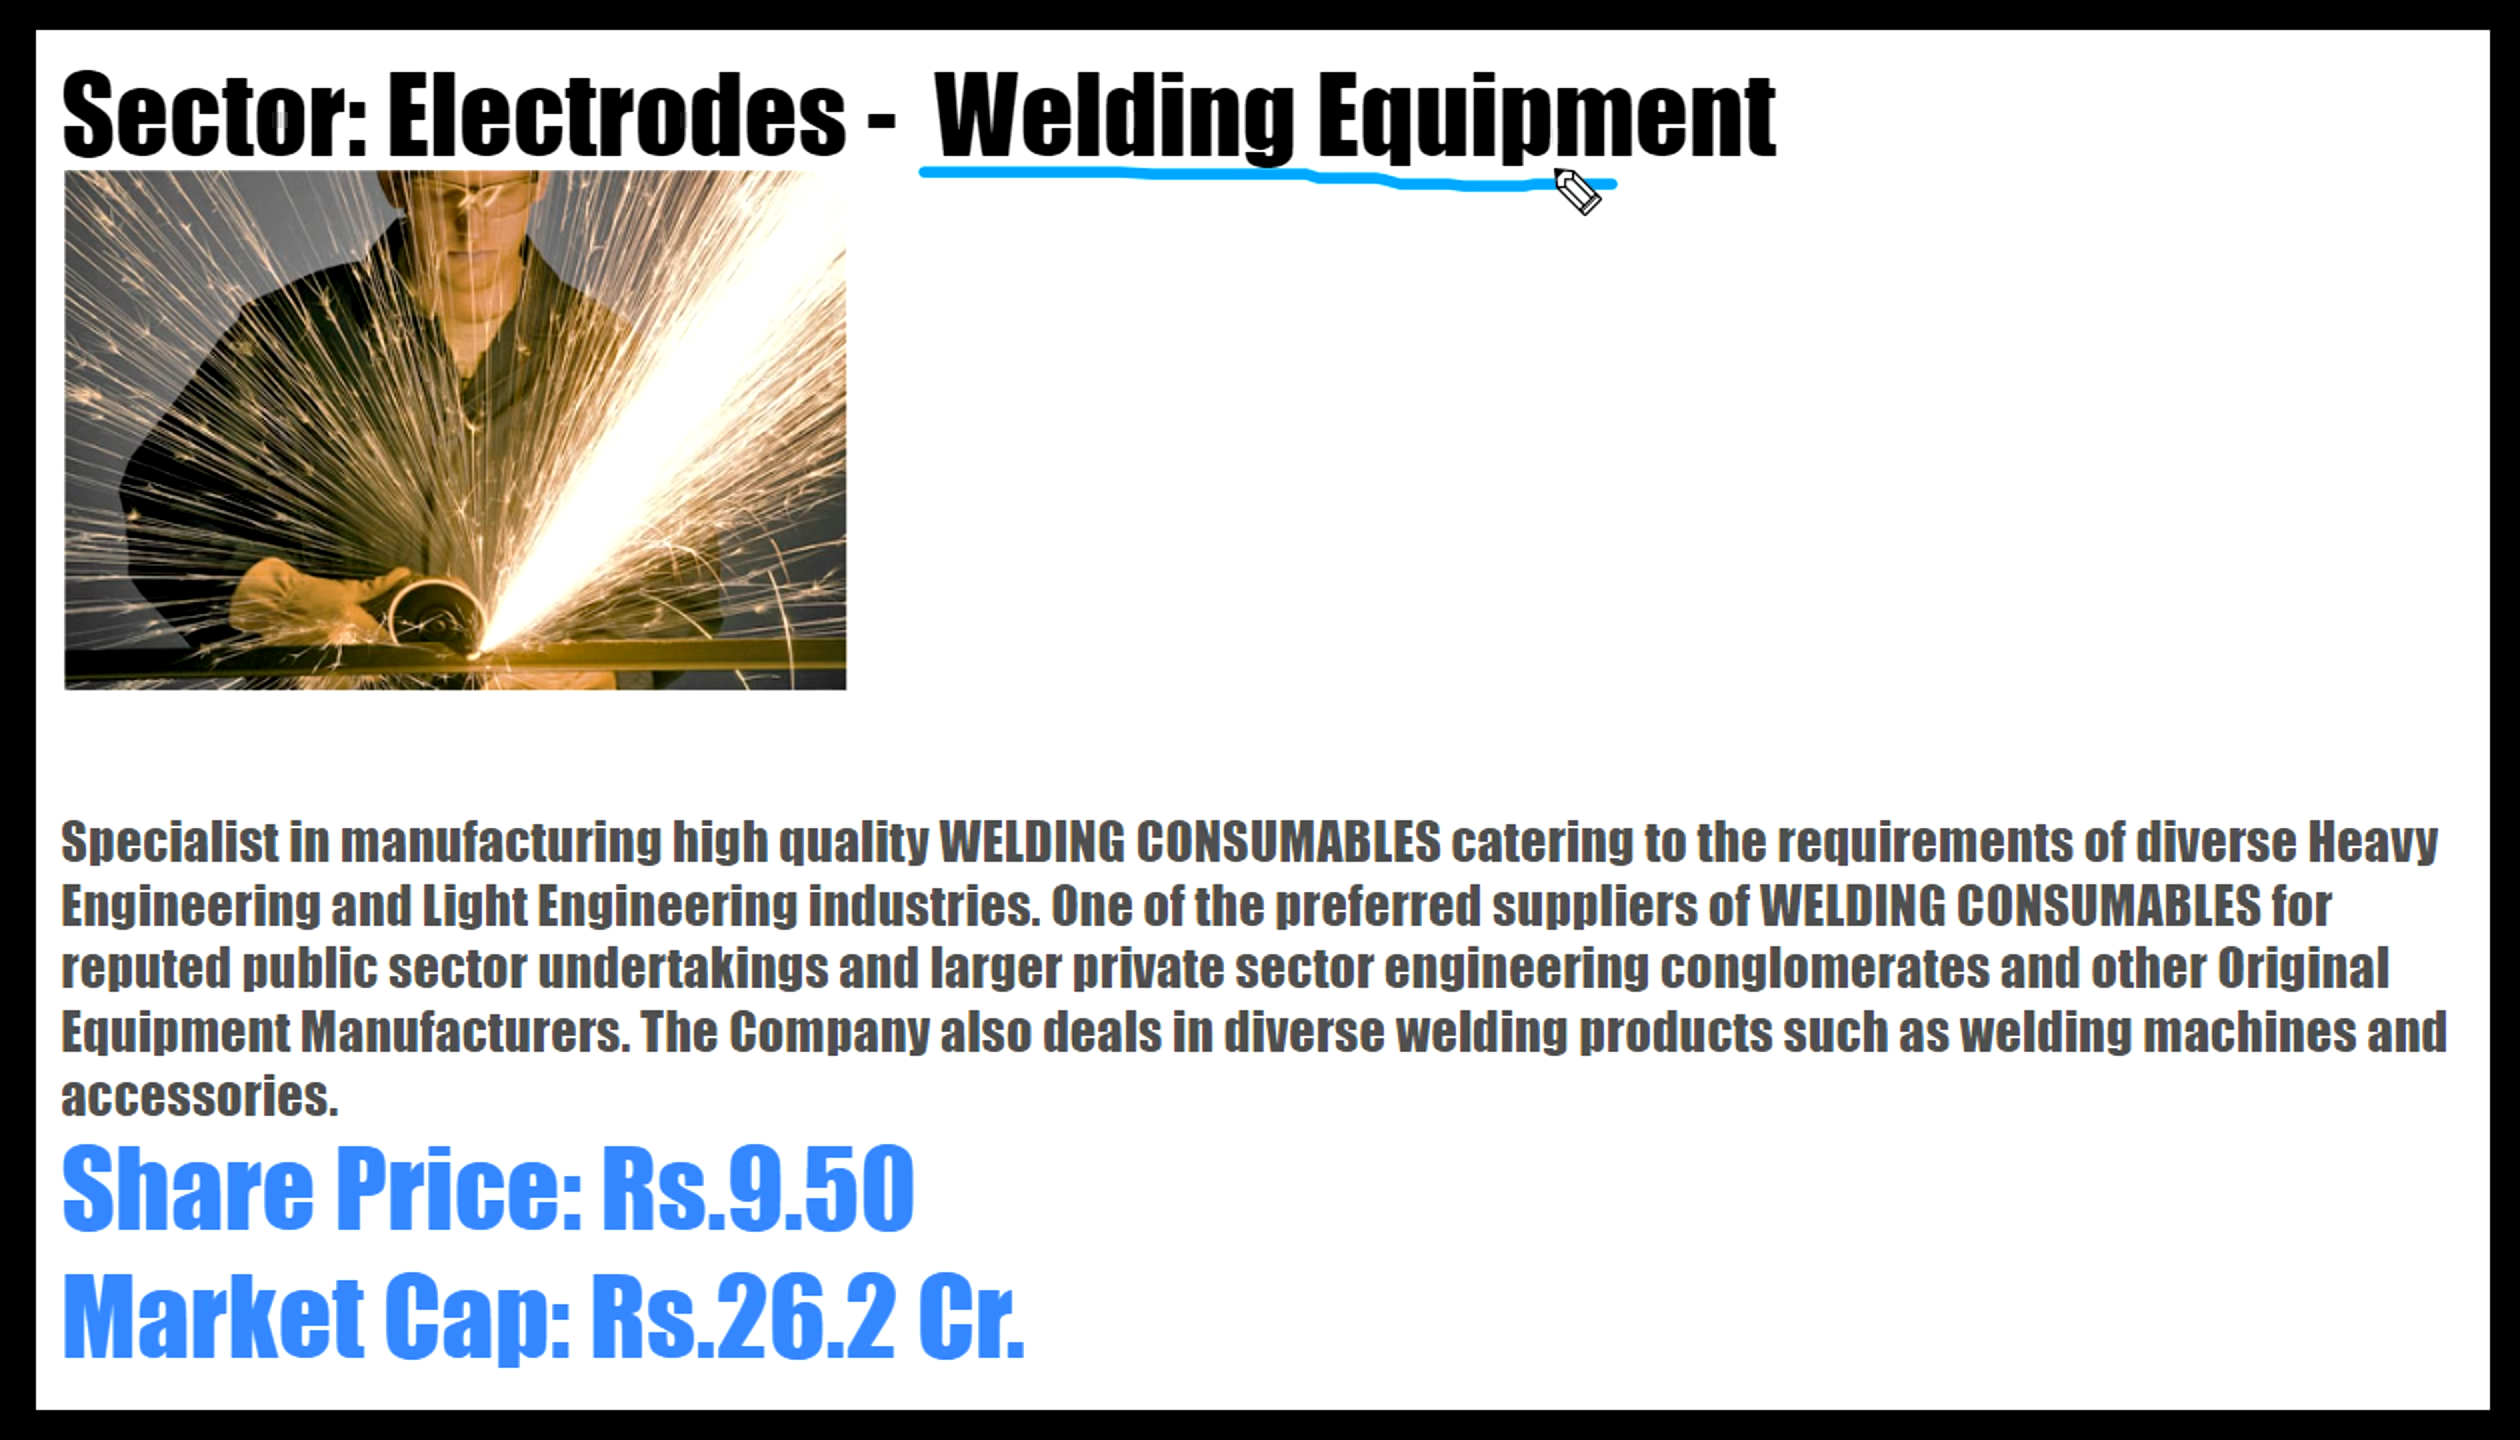 Sector: Electrodes - Welding Equipment
Specialist in manufacturing high quality WELDING CONSUMABLES catering to the requirements of diverse Heavy
Engineering and Light Engineering industries. One of the preferred suppliers of WELDING CONSUMABLES for
reputed public sector undertakings and larger private sector engineering conglomerates and other Original
Equipment Manufacturers. The Company also deals in diverse welding products such as welding machines and
accessories.
Share Price: Rs.9.50
Market Cap: Rs.26.2 Cr.